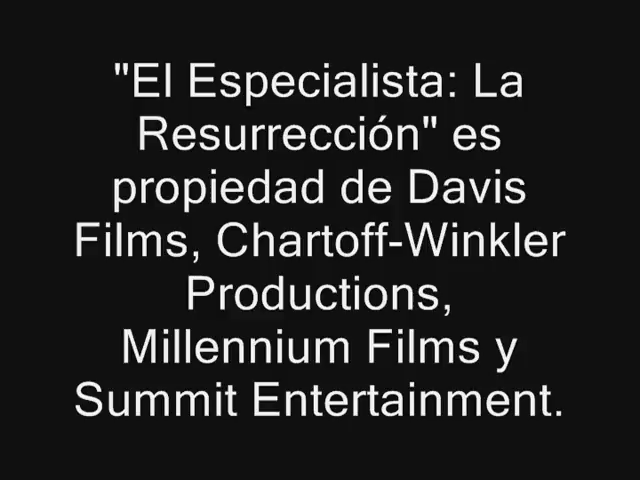 "El Especialista: La
Resurrección" es
propiedad de Davis
Films, Chartoff-Winkler
Productions,
Millennium Films y
Summit Entertainment.